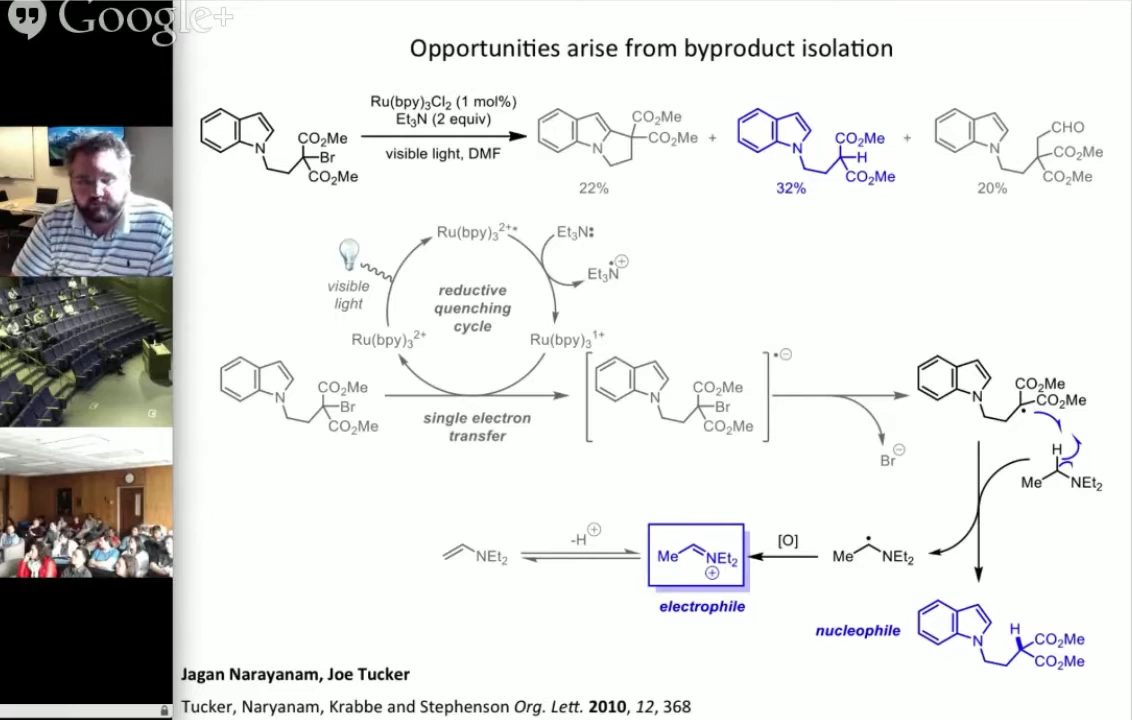 Google+
Opportunities arise from byproduct isolation
Ru(bpy)₃Cl₂ (1 mol%)
Et₃N (2 equiv)
visible light, DMF
N
CO₂Me
Br
CO₂Me
N
CO₂Me
CO₂Me
22%
+
N
CO₂Me
H
CO₂Me
32%
+
N
CHO
CO₂Me
CO₂Me
20%
Ru(bpy)₃²⁺*
Et₃N:
Et₃N•⊕
visible
light
reductive
quenching
cycle
Ru(bpy)₃²⁺
Ru(bpy)₃¹⁺
N
CO₂Me
Br
CO₂Me
single electron
transfer
N
CO₂Me
Br
CO₂Me
•⊖
Br⊖
N
CO₂Me
CO₂Me
•
H
Me NEt₂
NEt₂
-H⊕
Me NEt₂
⊕
electrophile
[O]
Me • NEt₂
nucleophile
N
H
CO₂Me
CO₂Me
Jagan Narayanam, Joe Tucker
Tucker, Naryanam, Krabbe and Stephenson Org. Lett. 2010, 12, 368